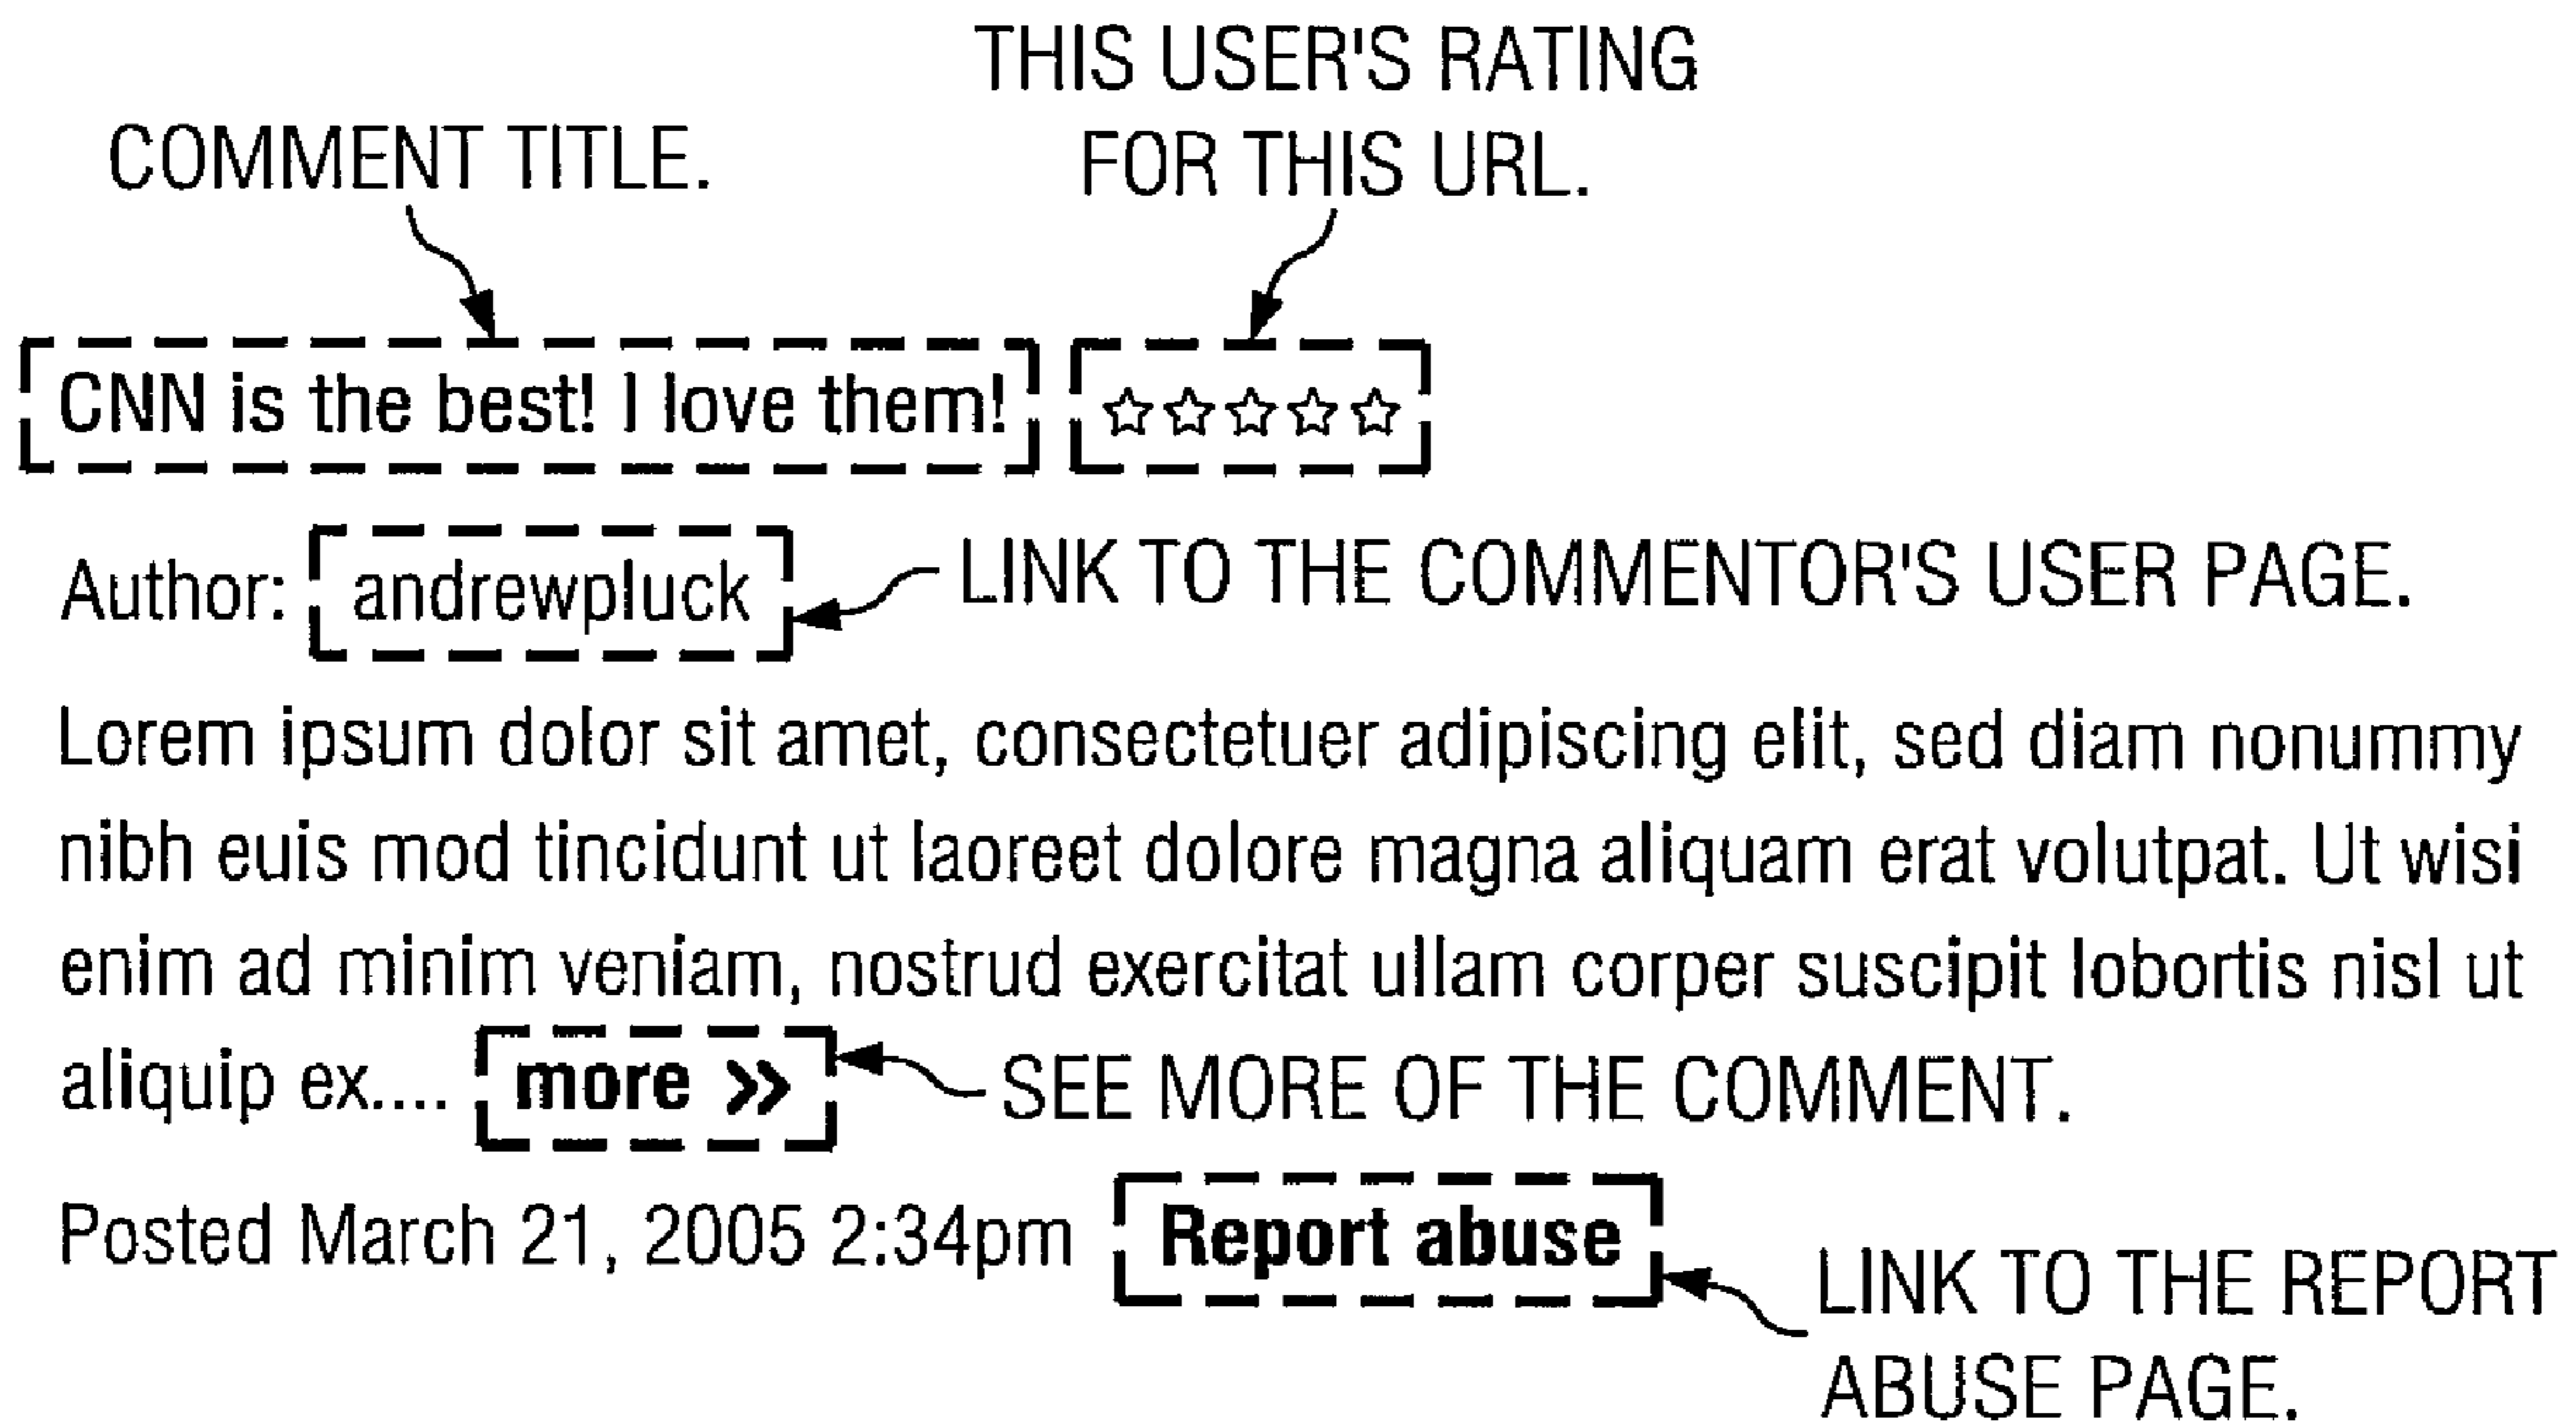 THIS USER'S RATING
FOR THIS URL.
COMMENT TITLE.
CNN is the best! I love them! ☆☆☆☆☆
Author: andrewpluck LINK TO THE COMMENTOR'S USER PAGE.
Lorem ipsum dolor sit amet, consectetuer adipiscing elit, sed diam nonummy
nibh euis mod tincidunt ut laoreet dolore magna aliquam erat volutpat. Ut wisi
enim ad minim veniam, nostrud exercitat ullam corper suscipit lobortis nisl ut
aliquip ex.... more » SEE MORE OF THE COMMENT.
Posted March 21, 2005 2:34pm Report abuse
LINK TO THE REPORT
ABUSE PAGE.